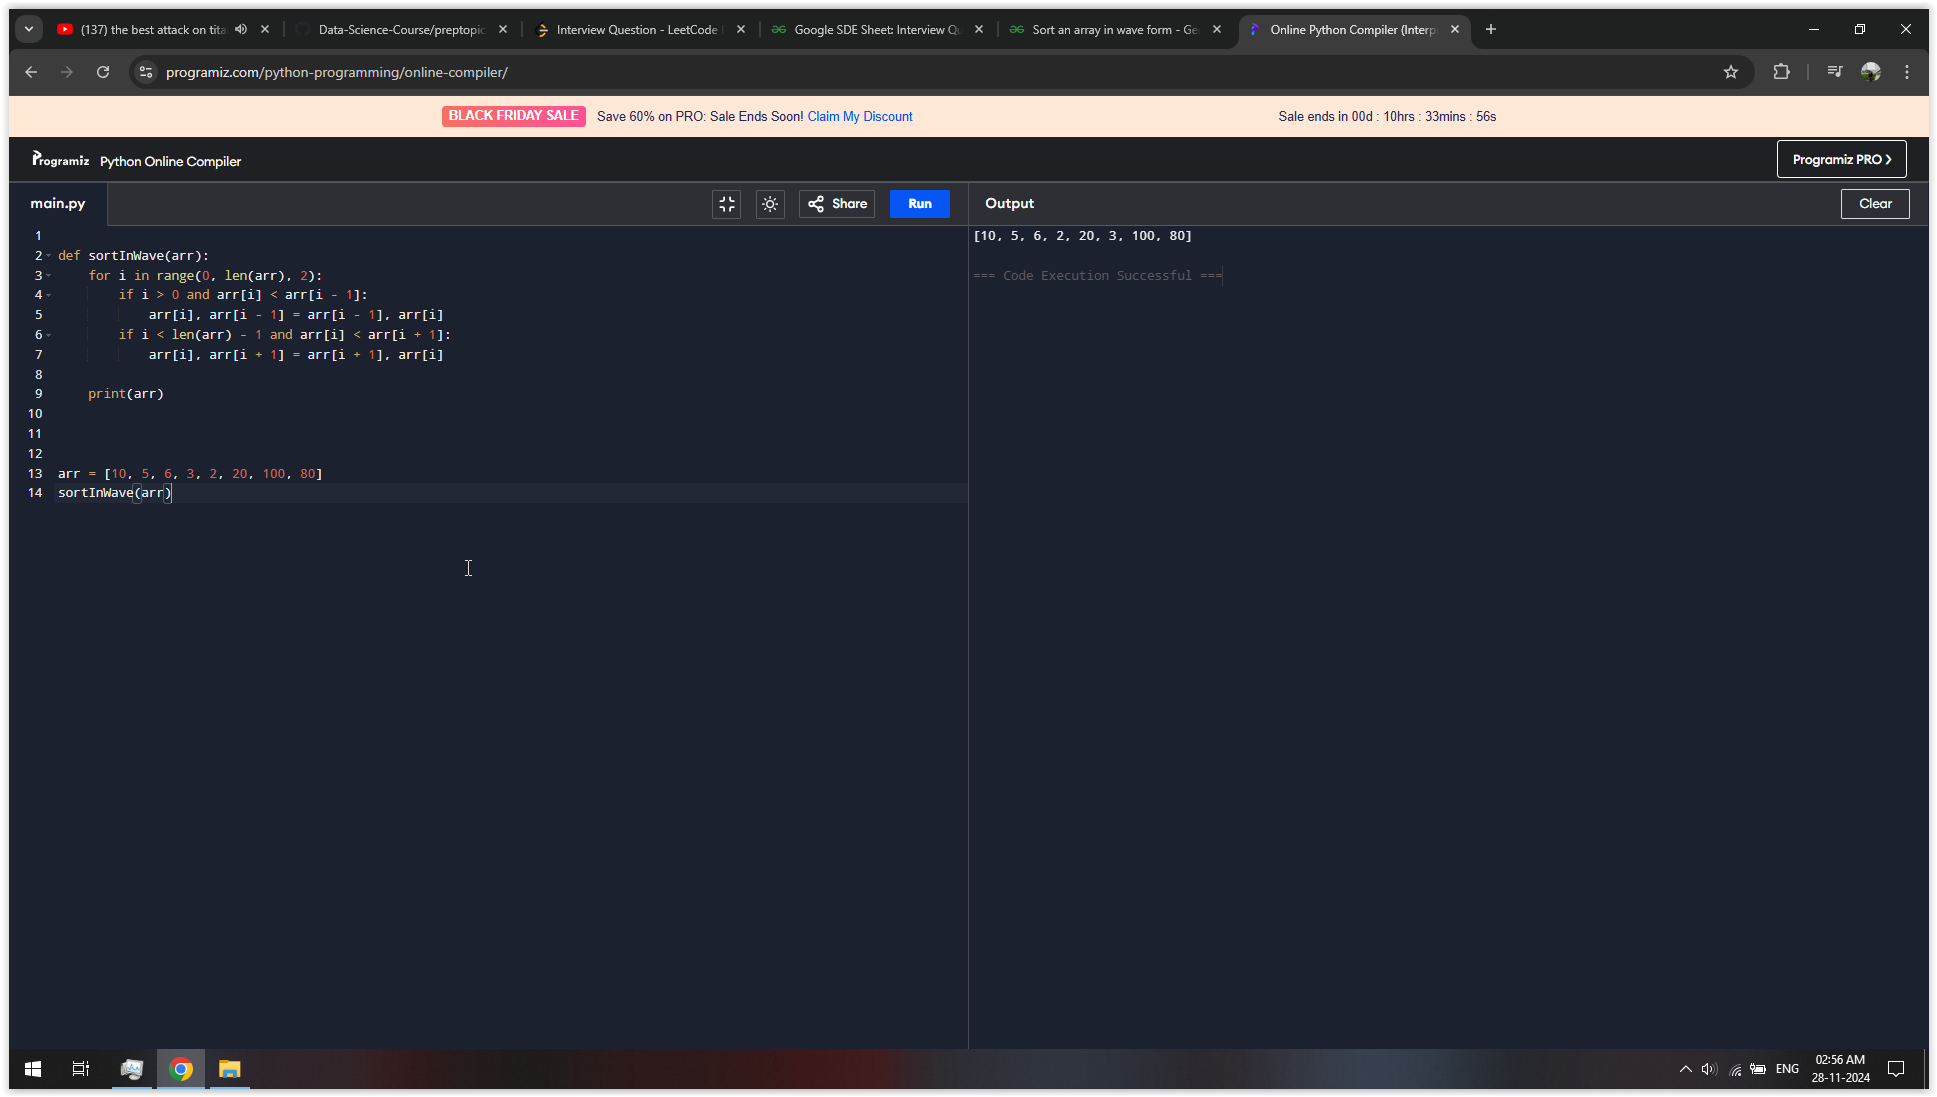 (137) the best attack on tita
Data-Science-Course/preptopic
Interview Question - LeetCode
Google SDE Sheet: Interview Qu
Sort an array in wave form - Ge
Online Python Compiler (Interp
programiz.com/python-programming/online-compiler/
BLACK FRIDAY SALE Save 60% on PRO: Sale Ends Soon! Claim My Discount
Sale ends in 00d : 10hrs : 33mins : 56s
Programiz Python Online Compiler
Programiz PRO
main.py
Share
Run
Output
Clear
1
2 def sortInWave(arr):
3     for i in range(0, len(arr), 2):
4         if i > 0 and arr[i] < arr[i - 1]:
5             arr[i], arr[i - 1] = arr[i - 1], arr[i]
6         if i < len(arr) - 1 and arr[i] < arr[i + 1]:
7             arr[i], arr[i + 1] = arr[i + 1], arr[i]
8
9     print(arr)
10
11
12
13 arr = [10, 5, 6, 3, 2, 20, 100, 80]
14 sortInWave(arr)
[10, 5, 6, 2, 20, 3, 100, 80]
=== Code Execution Successful ===
ENG
02:56 AM
28-11-2024